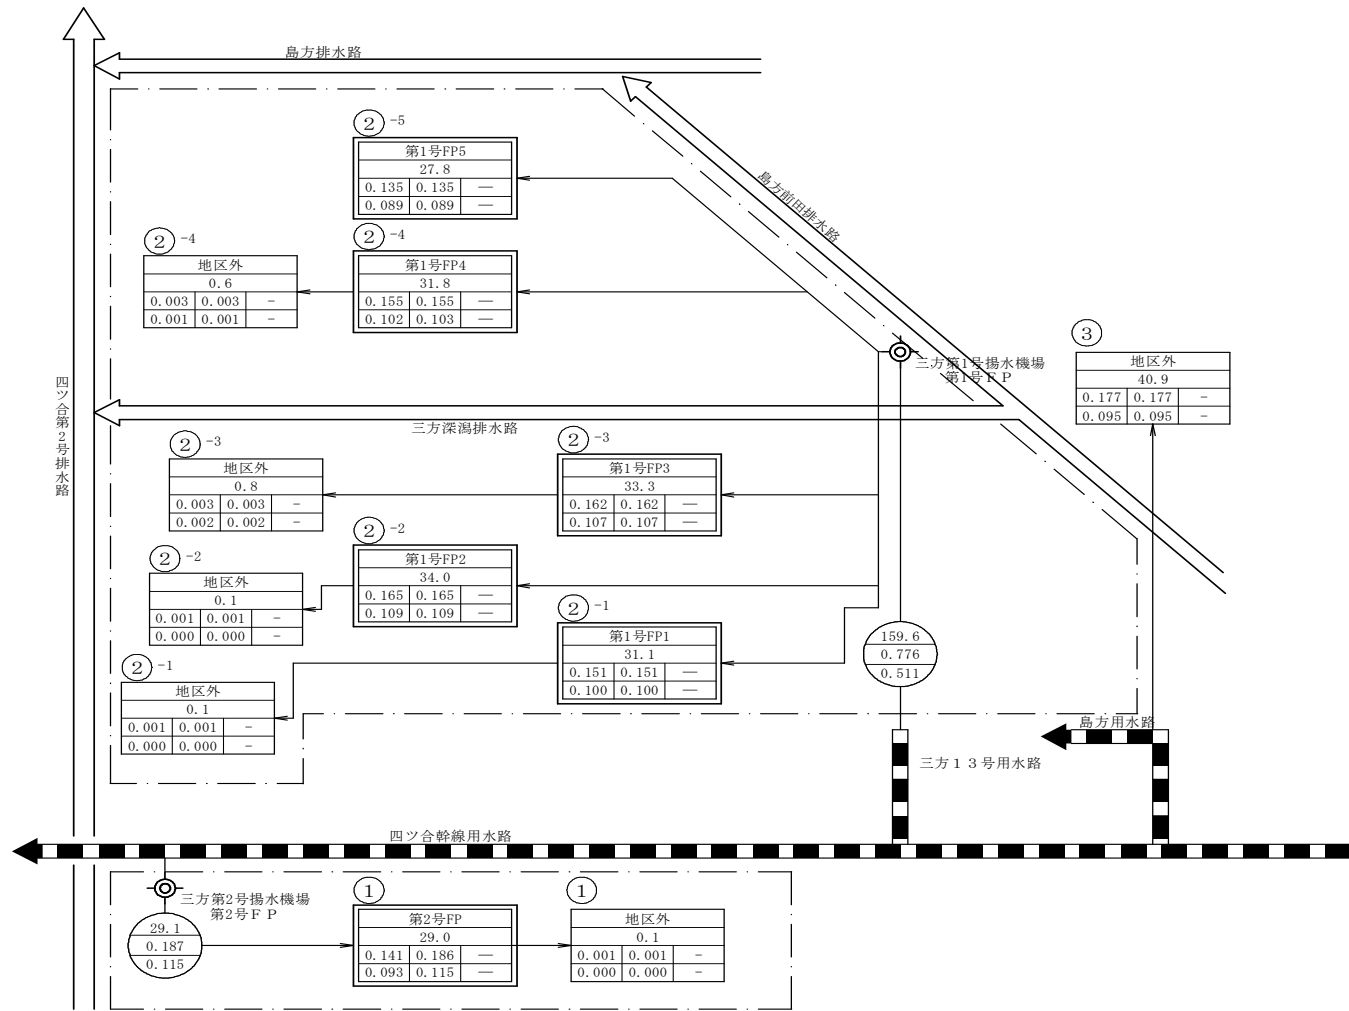 島方排水路
② -5
第1号FP5
27.8
0.135 0.135 —
0.089 0.089 —
島方前田排水路
② -4
地区外
0.6
0.003 0.003 -
0.001 0.001 -
② -4
第1号FP4
31.8
0.155 0.155 —
0.102 0.103 —
三方第1号揚水機場
第1号ＦＰ
③
地区外
40.9
0.177 0.177 -
0.095 0.095 -
四ツ合第２号排水路
三方深潟排水路
② -3
地区外
0.8
0.003 0.003 -
0.002 0.002 -
② -3
第1号FP3
33.3
0.162 0.162 —
0.107 0.107 —
② -2
地区外
0.1
0.001 0.001 -
0.000 0.000 -
② -2
第1号FP2
34.0
0.165 0.165 —
0.109 0.109 —
② -1
第1号FP1
31.1
0.151 0.151 —
0.100 0.100 —
159.6
0.776
0.511
② -1
地区外
0.1
0.001 0.001 -
0.000 0.000 -
島方用水路
三方１３号用水路
四ツ合幹線用水路
三方第2号揚水機場
第2号ＦＰ
29.1
0.187
0.115
①
第2号FP
29.0
0.141 0.186 —
0.093 0.115 —
①
地区外
0.1
0.001 0.001 -
0.000 0.000 -